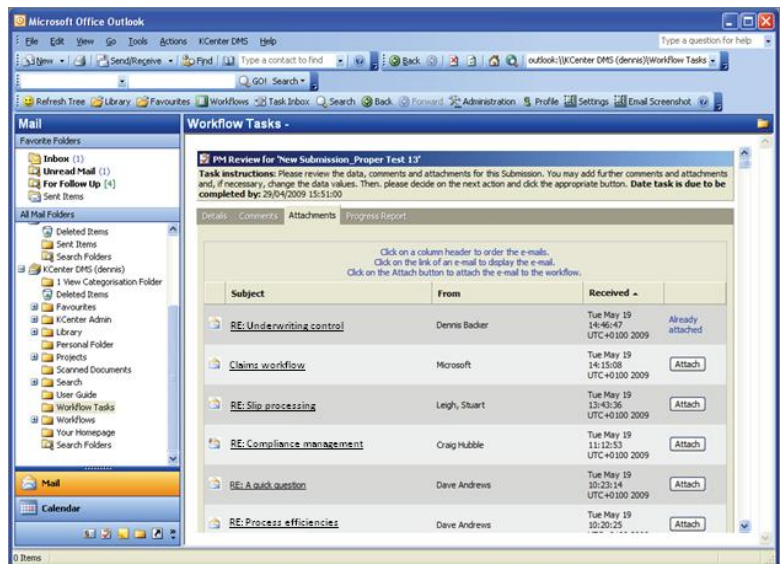 Microsoft Office Outlook
File Edit View Go Tools Actions KCenter DMS Help Type a question for help
New Send/Receive Find Type a contact to find Back outlook:\\KCenter DMS (dennis)\Workflow Tasks
GO! Search
Refresh Tree Library Favourites Workflows Task Inbox Search Back Forward Administration Profile Settings Email Screenshot
Mail
Favorite Folders
Inbox (1)
Unread Mail (1)
For Follow Up [4]
Sent Items
All Mail Folders
Deleted Items
Sent Items
Search Folders
KCenter DMS (dennis)
1 View Categorisation Folder
Deleted Items
Favourites
KCenter Admin
Library
Personal Folder
Projects
Scanned Documents
Search
User Guide
Workflow Tasks
Workflows
Your Homepage
Search Folders
Mail
Calendar
0 Items
Workflow Tasks -
PM Review for 'New Submission_Proper Test 13'
Task instructions: Please review the data, comments and attachments for this Submission. You may add further comments and attachments
and, if necessary, change the data values. Then. please decide on the next action and click the appropriate button. Date task is due to be
completed by: 29/04/2009 15:51:00
Details Comments Attachments Progress Report
Click on a column header to order the e-mails.
Click on the link of an e-mail to display the e-mail.
Click on the Attach button to attach the e-mail to the workflow.
Subject From Received
RE: Underwriting control Dennis Backer Tue May 19
14:46:47
UTC+0100 2009
Already
attached
Claims workflow Microsoft Tue May 19
14:15:08
UTC+0100 2009
Attach
RE: Slip processing Leigh, Stuart Tue May 19
13:43:36
UTC+0100 2009
Attach
RE: Compliance management Craig Hubble Tue May 19
11:12:53
UTC+0100 2009
Attach
RE: A quick question Dave Andrews Tue May 19
10:23:14
UTC+0100 2009
Attach
RE: Process efficiencies Dave Andrews Tue May 19
10:20:25
Attach